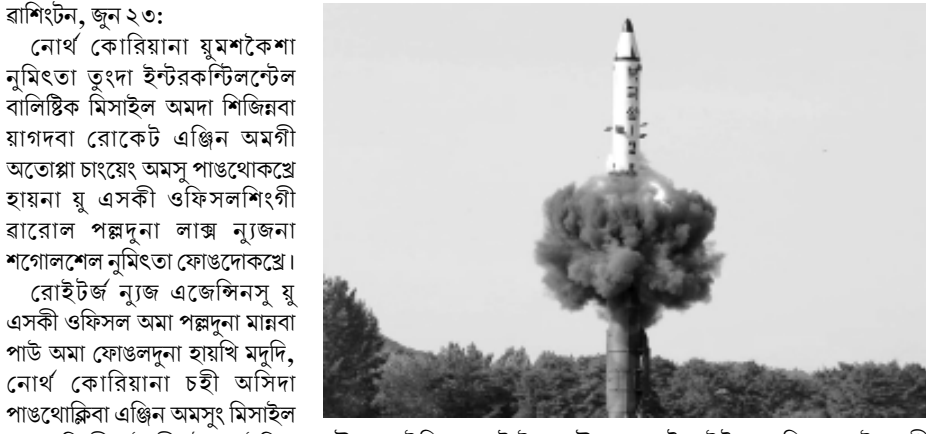 ৱাশিংটন, জুন ২৩:
নোর্থ কোরিয়ানা য়ুমশকৈশা
নুমিৎতা তুংদা ইন্টরকন্টিলন্টেল
বালিষ্টিক মিসাইল অমদা শিজিন্নবা
য়াগদবা রোকেট এঞ্জিন অমগী
অতোপ্পা চাংয়েং অমসু পাঙথোকখ্রে
হায়না য়ু এসকী ওফিসলশিংগী
ৱারোল পল্লদুনা লাক্স ন্যুজনা
শগোলশেল নুমিৎতা ফোঙদোকখ্রে।
রোইটর্জ ন্যুজ এজেন্সিনসু য়ু
এসকী ওফিসল অমা পল্লদুনা মান্নবা
পাউ অমা ফোঙলদুনা হায়খি মদুদি,
নোর্থ কোরিয়ানা চহী অসিদা
পাঙথোক্লিবা এঞ্জিন অমসুং মিসাইল